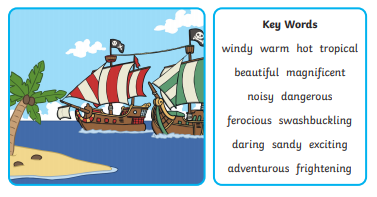 Key Words
windy warm hot tropical
beautiful magnificent
noisy dangerous
ferocious swashbuckling
daring sandy exciting
adventurous frightening